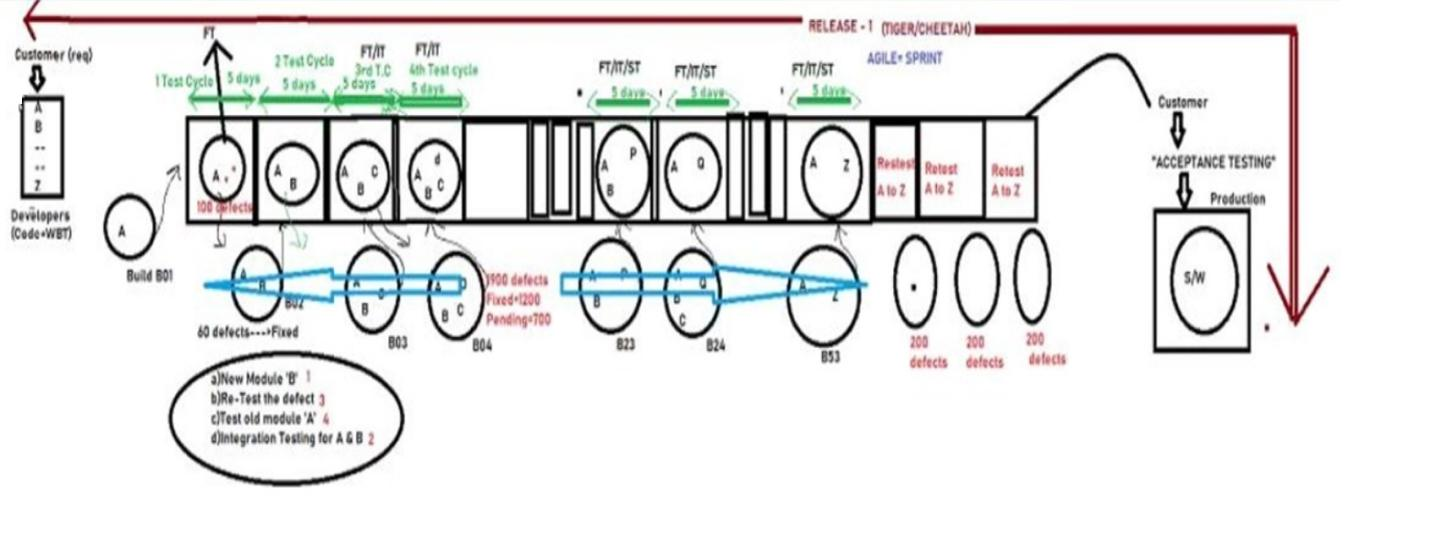 RELEASE - 1 (TIGER/CHEETAH)
AGILE= SPRINT
Customer (req)
A
B
--
--
Z
Developers
(Code+WBT)
A
Build B01
FT
1 Test Cycle 5 days
2 Test Cycle
5 days
FT/IT
3rd T.C
5 days
FT/IT
4th Test cycle
5 days
FT/IT/ST
5 days
FT/IT/ST
5 days
FT/IT/ST
5 days
A
100 defects
A
B
A C
B
d
A
B C
A P
B
A Q
A Z
Restest
A to Z
Retest
A to Z
Retest
A to Z
A
B
B02
60 defects--->Fixed
A
C
B
B03
A D
B C
B04
1900 defects
Fixed=1200
Pending=700
A P
B
B23
A
Q
B
C
B24
A
Z
B53
200
defects
200
defects
200
defects
a)New Module 'B' 1
b)Re-Test the defect 3
c)Test old module 'A' 4
d)Integration Testing for A & B 2
Customer
"ACCEPTANCE TESTING"
Production
S/W